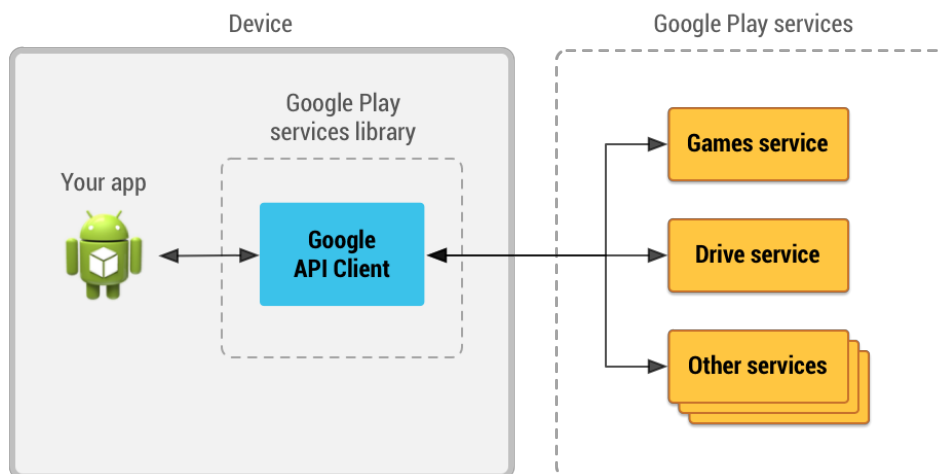 Device
Google Play services
Google Play
services library
Your app
Google
API Client
Games service
Drive service
Other services